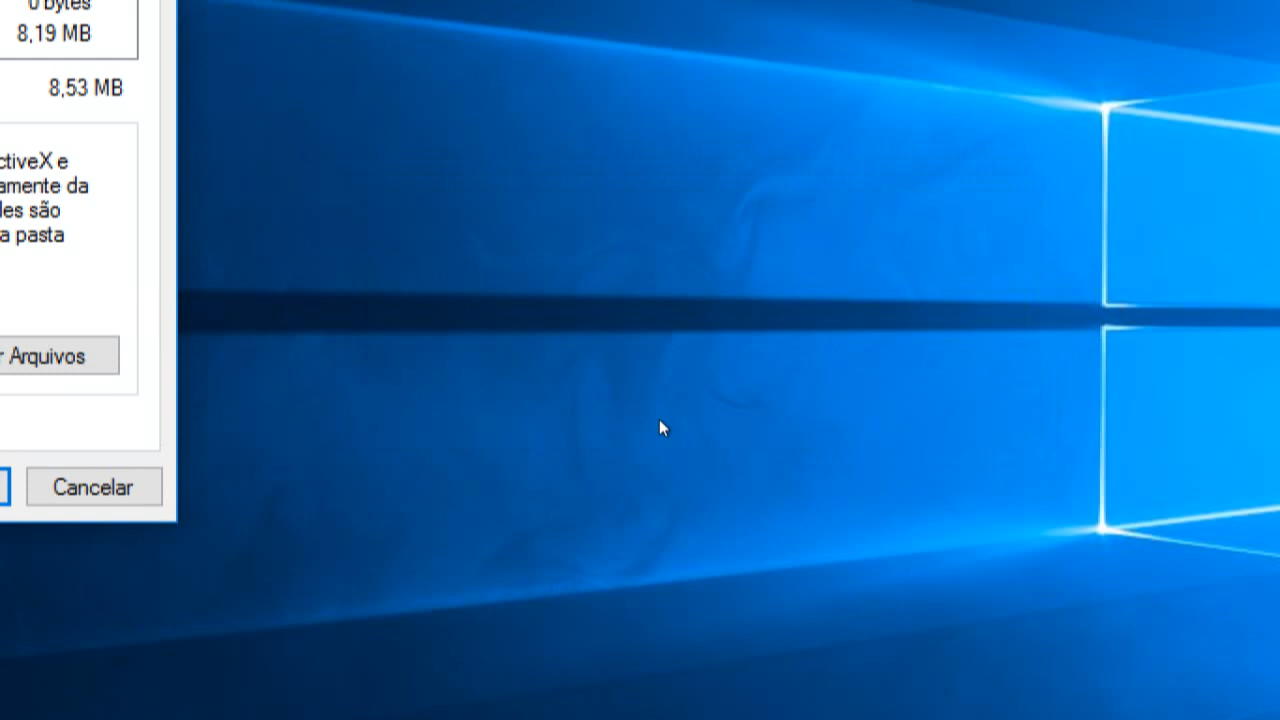 0 bytes
8,19 MB
8,53 MB
ctiveX e
amente da
les são
a pasta
r Arquivos
Cancelar